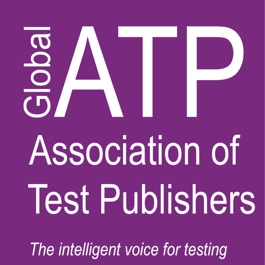 Global
ATP
Association of
Test Publishers
The intelligent voice for testing